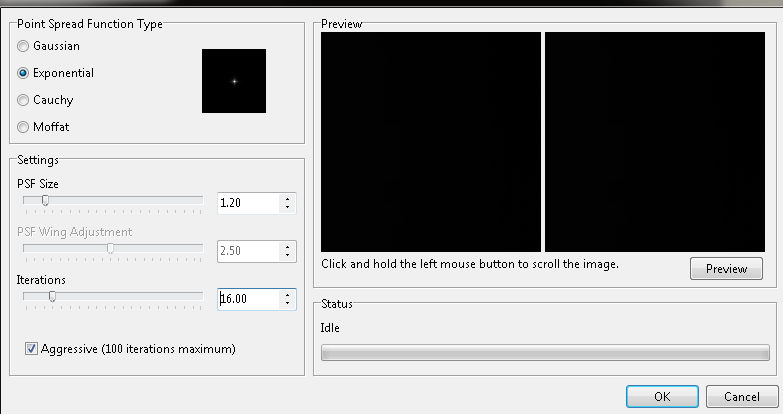 Point Spread Function Type
Gaussian
Exponential
Cauchy
Moffat
Settings
PSF Size
1.20
PSF Wing Adjustment
2.50
Iterations
16.00
Aggressive (100 iterations maximum)
Preview
Click and hold the left mouse button to scroll the image.
Preview
Status
Idle
OK
Cancel